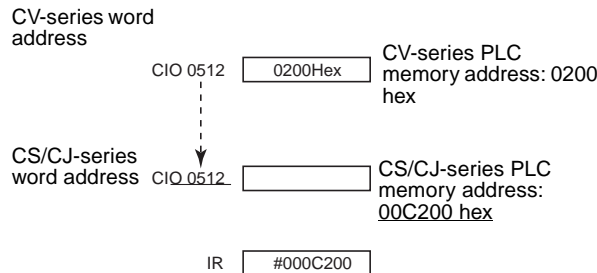 CV-series word
address
CIO 0512
0200Hex
CV-series PLC
memory address: 0200
hex
CS/CJ-series
word address
CIO 0512
CS/CJ-series PLC
memory address:
00C200 hex
IR
#000C200